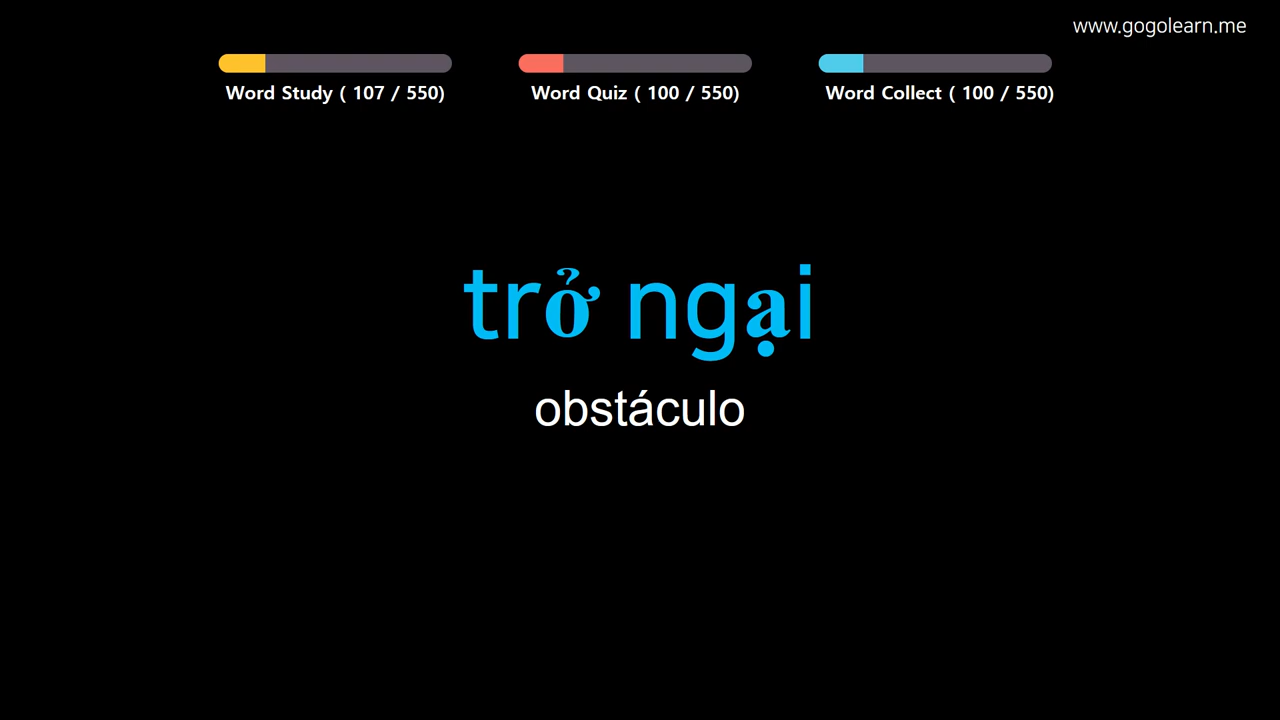 www.gogolearn.me
Word Study ( 107 / 550)
Word Quiz ( 100 / 550)
Word Collect ( 100 / 550)
trở ngại
obstáculo